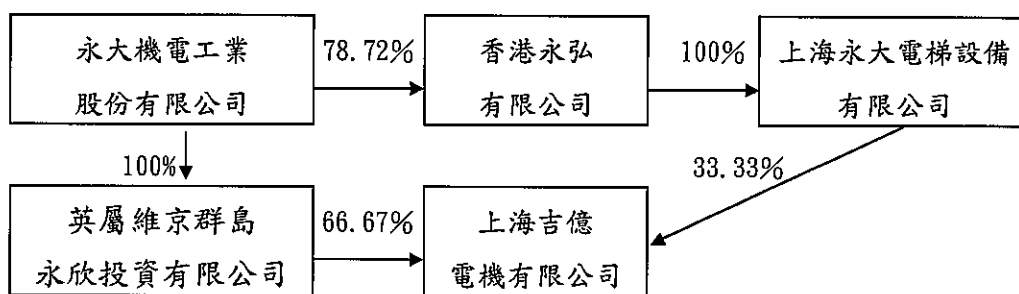 永大機電工業
股份有限公司
78.72%
香港永弘
有限公司
100%
上海永大電梯設備
有限公司
100%
33.33%
英屬維京群島
永欣投資有限公司
66.67%
上海吉億
電機有限公司